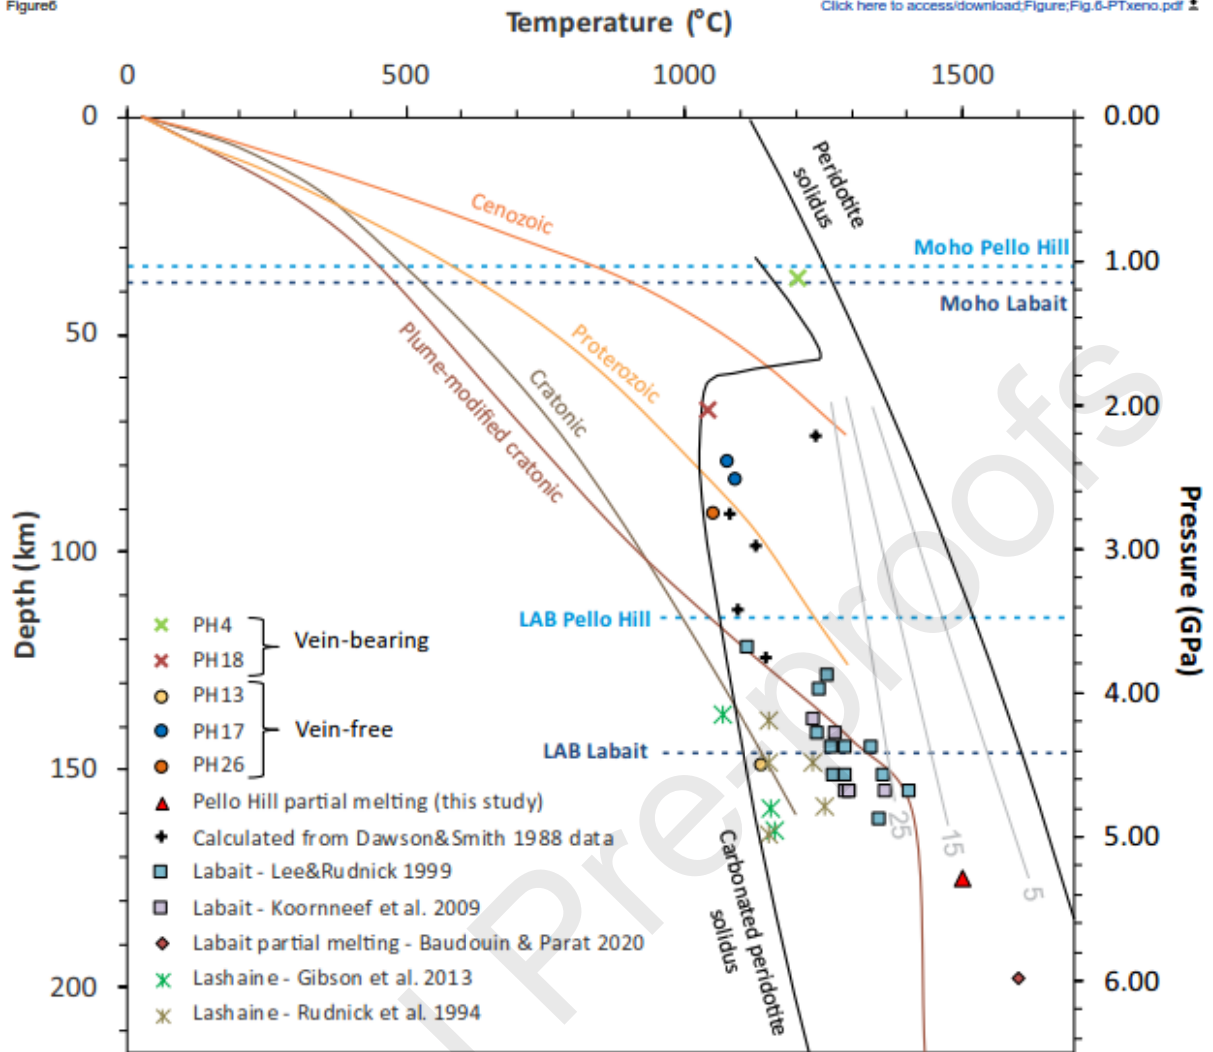 Figure6
Click here to access/download;Figure;Fig.6-PTxeno.pdf
Temperature (°C)
0 500 1000 1500
0 0.00
Peridotite
solidus
Cenozoic
Moho Pello Hill
1.00
Moho Labait
50
Proterozoic
Plume-modified cratonic
Cratonic
2.00
Depth (km)
Pressure (GPa)
100 3.00
LAB Pello Hill
PH4
PH18
Vein-bearing
4.00
PH13
PH17
PH26
Vein-free
LAB Labait
150
Pello Hill partial melting (this study)
Calculated from Dawson&Smith 1988 data
25
15
5
5.00
Labait - Lee&Rudnick 1999
Labait - Koornneef et al. 2009
Labait partial melting - Baudouin & Parat 2020
Lashaine - Gibson et al. 2013
Lashaine - Rudnick et al. 1994
Carbonated peridotite
solidus
200 6.00
l Pre-proofs